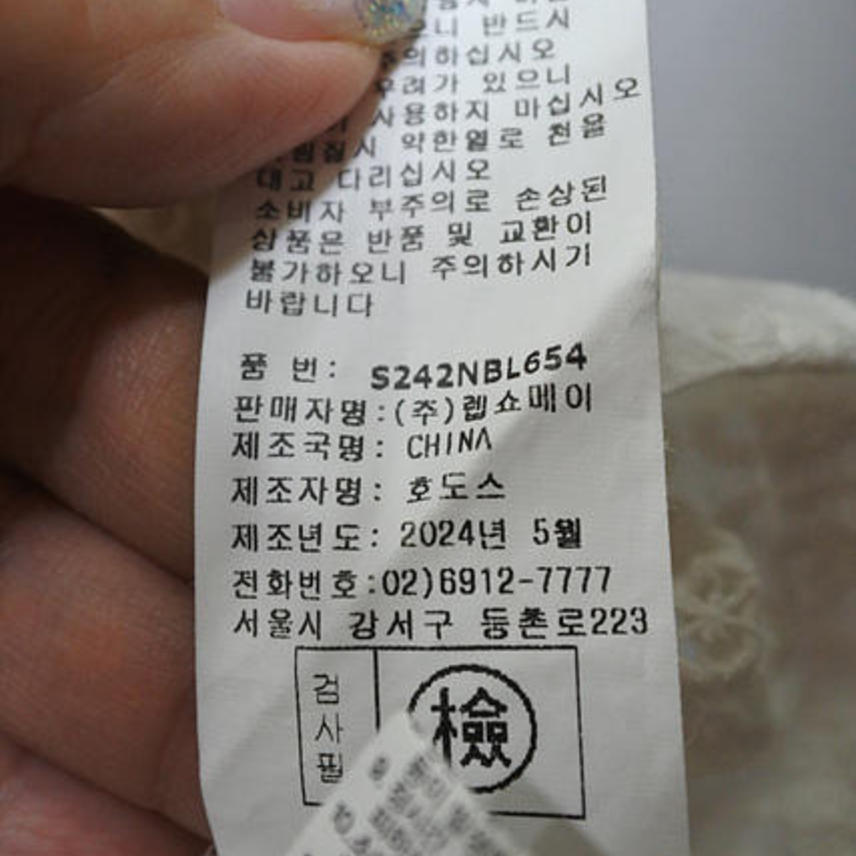 반드시
주의하십시오
우려가 있으니
사용하지 마십시오
다림질시 약한열로 천을
대고 다리십시오
소비자 부주의로 손상된
상품은 반품 및 교환이
불가하오니 주의하시기
바랍니다
품 번: S242NBL654
판매자명:(주)렙쇼메이
제조국명: CHINA
제조자명: 호도스
제조년도: 2024년 5월
전화번호:02)6912-7777
서울시 강서구 등촌로223
검사필
檢